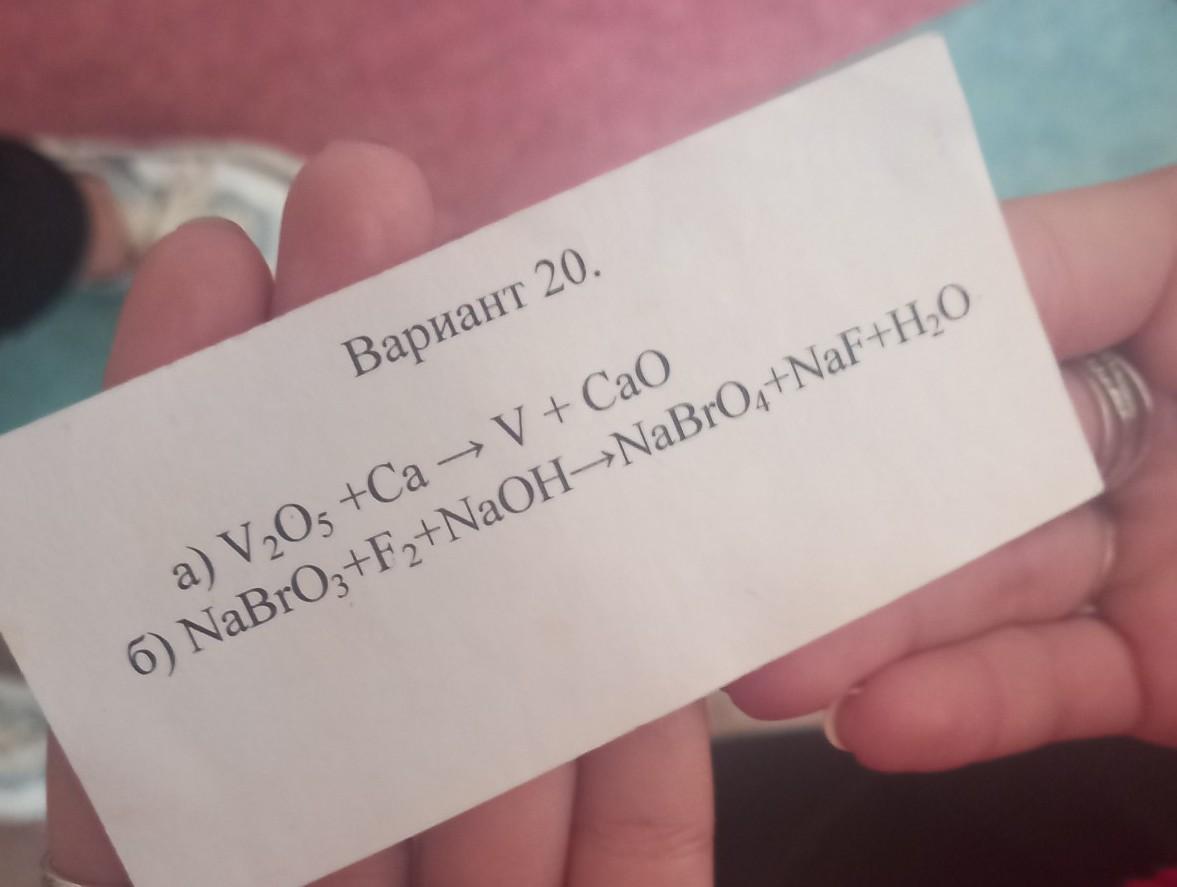 Вариант 20.
а) V₂O₅ +Ca → V + CaO
б) NaBrO₃+F₂+NaOH→NaBrO₄+NaF+H₂O